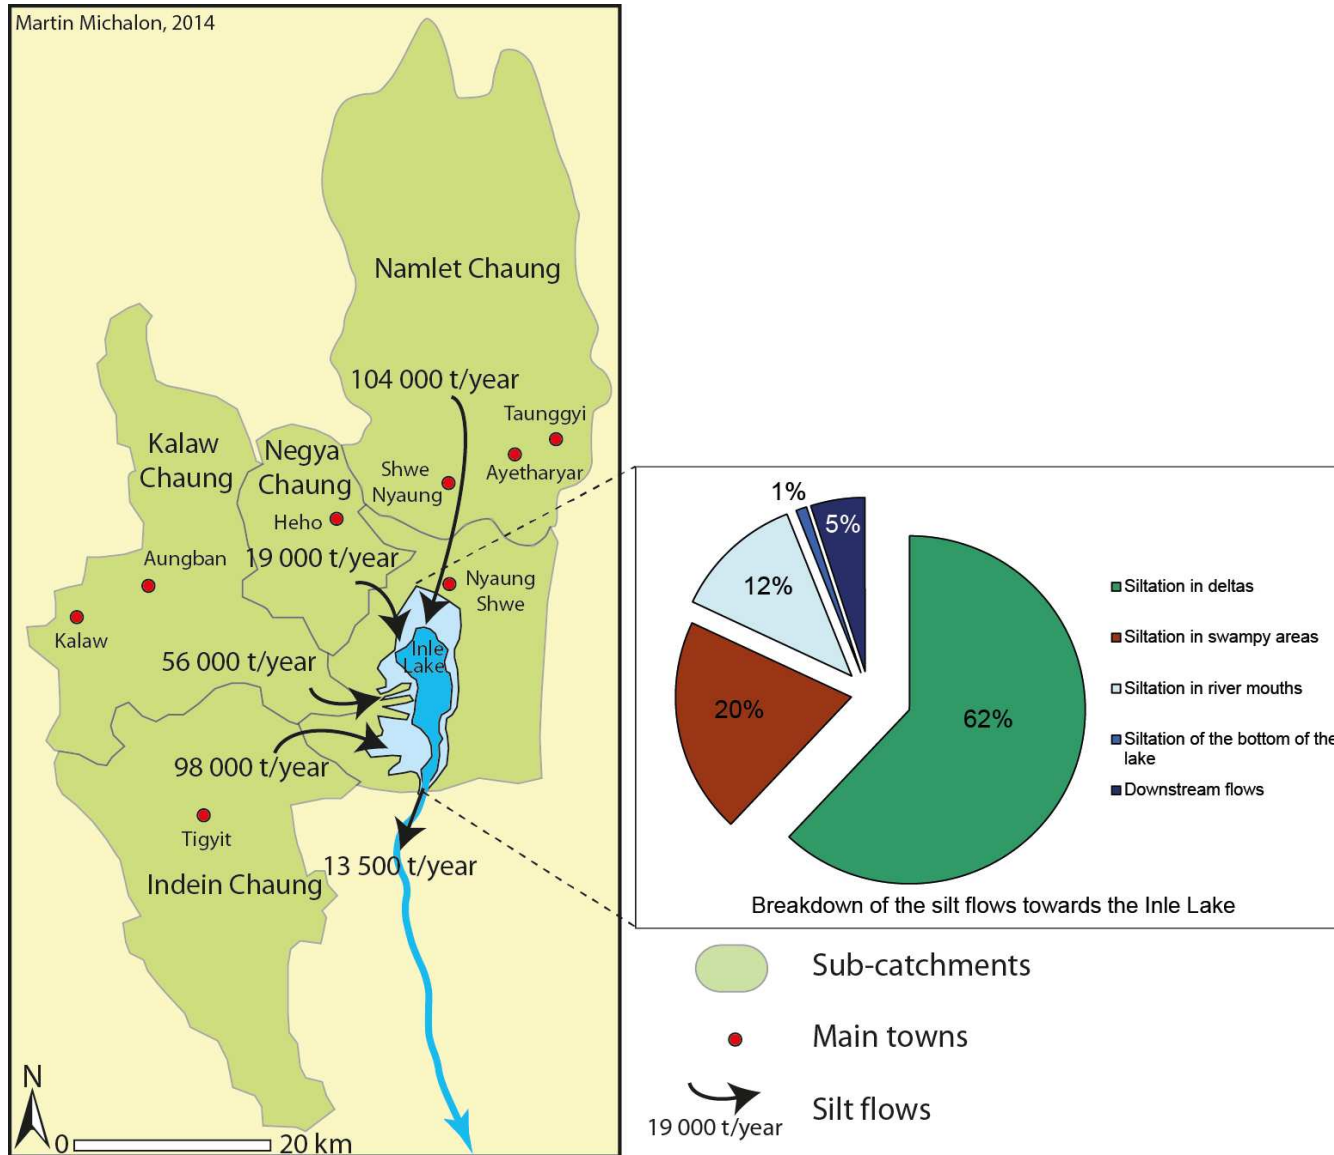 Martin Michalon, 2014
Namlet Chaung
104 000 t/year
Taunggyi
Ayetharyar
Shwe
Nyaung
Kalaw
Chaung
Negya
Chaung
Heho
19 000 t/year
Aungban
Kalaw
Nyaung
Shwe
Inle
Lake
56 000 t/year
98 000 t/year
Tigyit
13 500 t/year
Indein Chaung
N
0
20 km
1%
5%
12%
20%
62%
Siltation in deltas
Siltation in swampy areas
Siltation in river mouths
Siltation of the bottom of the
lake
Downstream flows
Breakdown of the silt flows towards the Inle Lake
Sub-catchments
Main towns
Silt flows
19 000 t/year